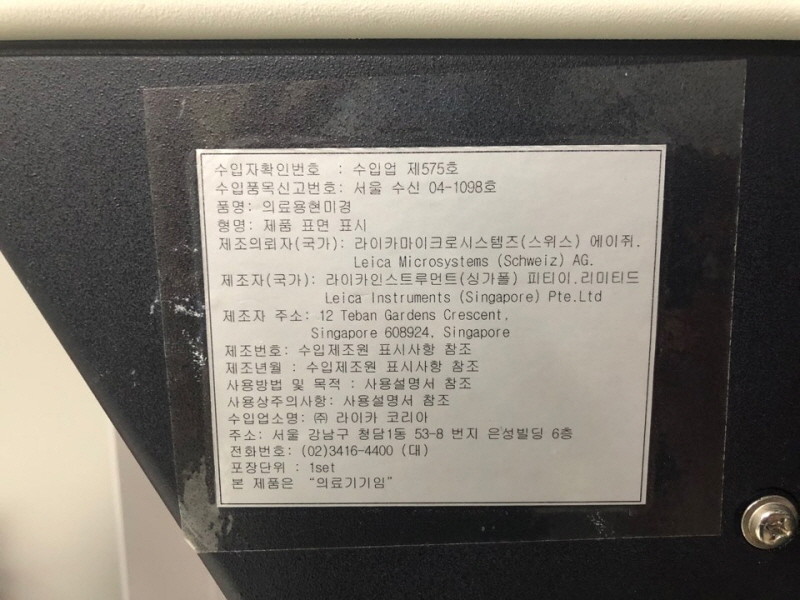 수입자확인번호 : 수입업 제575호
수입품목신고번호: 서울 수신 04-1098호
품명: 의료용현미경
형명: 제품 표면 표시
제조의뢰자(국가): 라이카마이크로시스템즈(스위스) 에이쥐.
Leica Microsystems (Schweiz) AG.
제조자(국가): 라이카인스트루먼트(싱가폴) 피티이.리미티드
Leica Instruments (Singapore) Pte.Ltd
제조자 주소: 12 Teban Gardens Crescent,
Singapore 608924, Singapore
제조번호: 수입제조원 표시사항 참조
제조년월 : 수입제조원 표시사항 참조
사용방법 및 목적 : 사용설명서 참조
사용상주의사항: 사용설명서 참조
수입업소명: ㈜ 라이카 코리아
주소: 서울 강남구 청담1동 53-8 번지 은성빌딩 6층
전화번호: (02)3416-4400 (대)
포장단위 : 1set
본 제품은 “의료기기임”